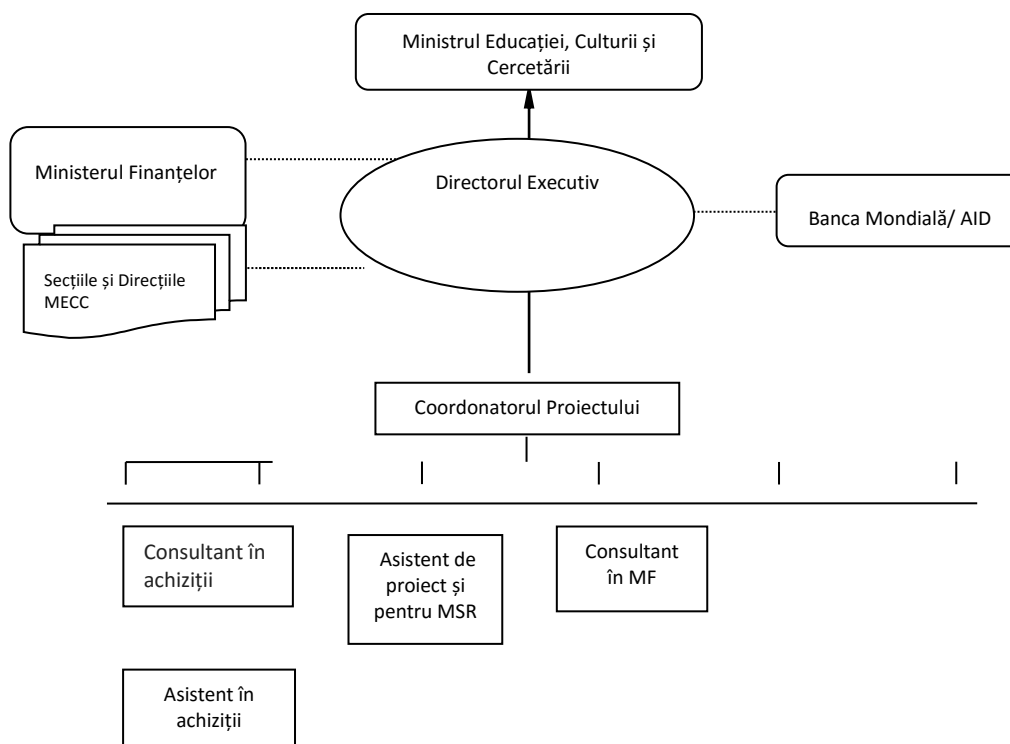 Ministrul Educației, Culturii și
Cercetării
Ministerul Finanțelor
Directorul Executiv
Banca Mondială/ AID
Secțiile și Direcțiile
MECC
Coordonatorul Proiectului
Consultant în
achiziții
Asistent de
proiect și
pentru MSR
Consultant
în MF
Asistent în
achiziții